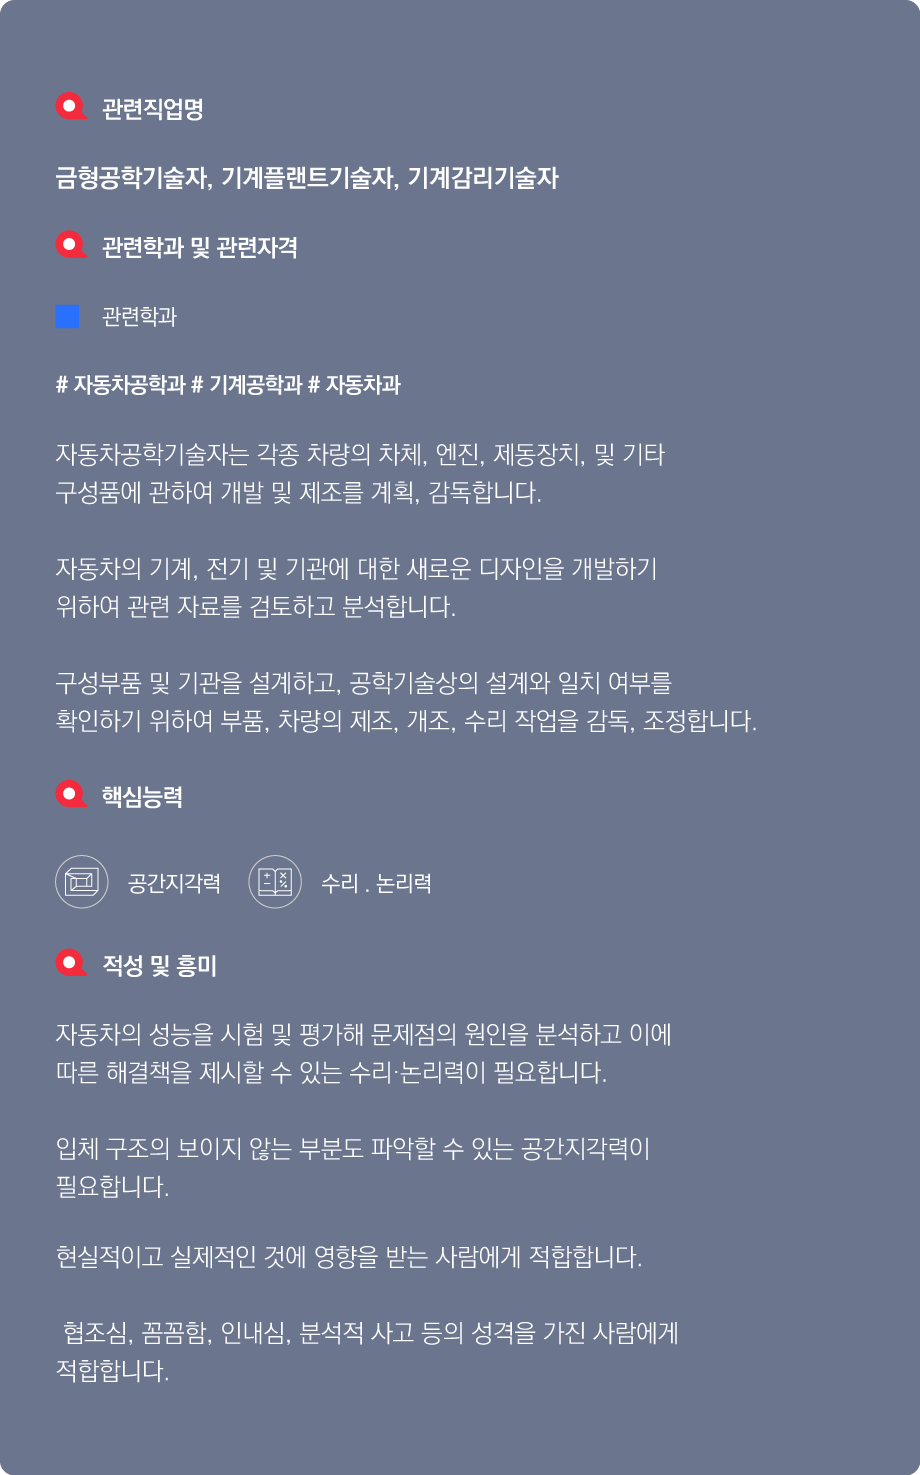 관련직업명
금형공학기술자, 기계플랜트기술자, 기계감리기술자
관련학과 및 관련자격
관련학과
# 자동차공학과 # 기계공학과 # 자동차과
자동차공학기술자는 각종 차량의 차체, 엔진, 제동장치, 및 기타
구성품에 관하여 개발 및 제조를 계획, 감독합니다.
자동차의 기계, 전기 및 기관에 대한 새로운 디자인을 개발하기
위하여 관련 자료를 검토하고 분석합니다.
구성부품 및 기관을 설계하고, 공학기술상의 설계와 일치 여부를
확인하기 위하여 부품, 차량의 제조, 개조, 수리 작업을 감독, 조정합니다.
핵심능력
공간지각력 수리 . 논리력
적성 및 흥미
자동차의 성능을 시험 및 평가해 문제점의 원인을 분석하고 이에
따른 해결책을 제시할 수 있는 수리·논리력이 필요합니다.
입체 구조의 보이지 않는 부분도 파악할 수 있는 공간지각력이
필요합니다.
현실적이고 실제적인 것에 영향을 받는 사람에게 적합합니다.
협조심, 꼼꼼함, 인내심, 분석적 사고 등의 성격을 가진 사람에게
적합합니다.